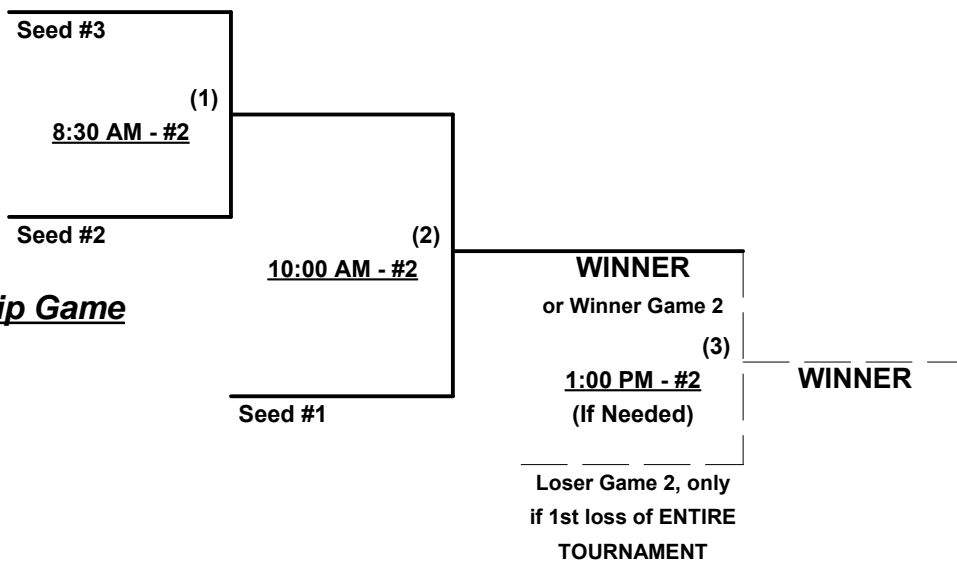 Seed #3
(1)
8:30 AM - #2
Seed #2
(2)
10:00 AM - #2
WINNER
or Winner Game 2
Game
(3)
1:00 PM - #2
WINNER
Seed #1
(If Needed)
Loser Game 2, only
if 1st loss of ENTIRE
TOURNAMENT